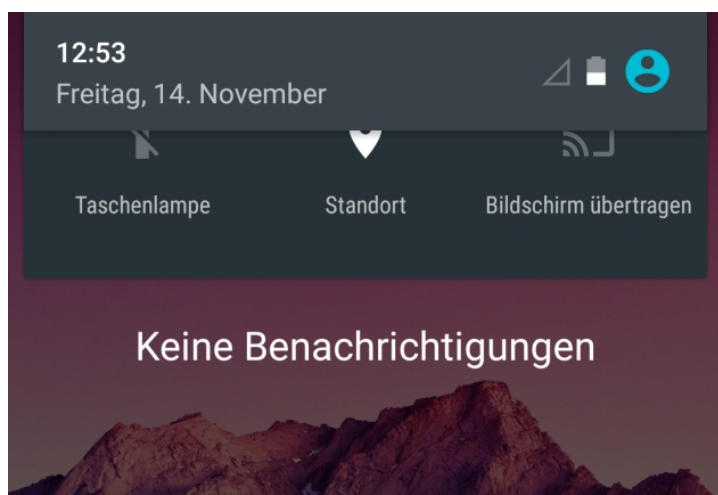 12:53
Freitag, 14. November
Taschenlampe Standort Bildschirm übertragen
Keine Benachrichtigungen